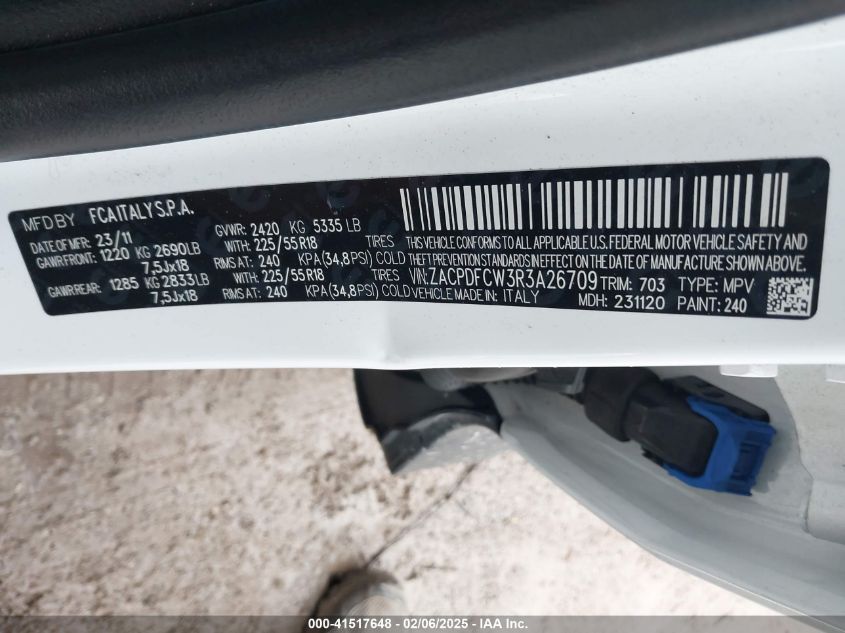 MFD BY FCA ITALY S.P.A.
DATE OF MFR: 23/11
GAWR FRONT: 1220 KG 2690LB
7,5Jx18
GAWR REAR: 1285 KG 2833LB
7,5Jx18
GVWR: 2420 KG 5335 LB
WITH: 225/55R18 TIRES
RIMS AT: 240 KPA(34,8PSI) COLD
WITH: 225/55R18 TIRES
RIMS AT: 240 KPA(34,8PSI) COLD
THIS VEHICLE CONFORMS TO ALL APPLICABLE U.S. FEDERAL MOTOR VEHICLE SAFETY, BUMPER AND
THEFT PREVENTION STANDARDS IN EFFECT ON THE DATE OF MANUFACTURE SHOWN ABOVE.
VIN: ZACPDFCW3R3A26709 TRIM: 703 TYPE: MPV
VEHICLE MADE IN: ITALY MDH: 231120 PAINT: 240
000-41517648 - 02/06/2025 - IAA Inc.